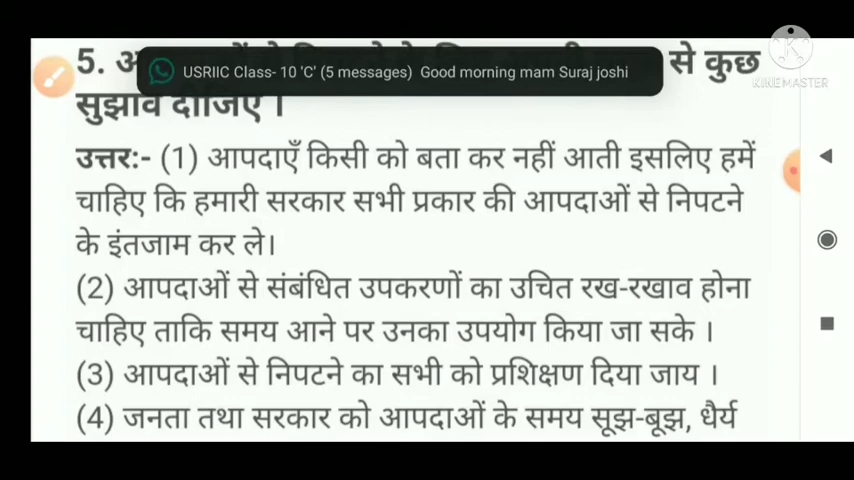 USRIIC Class- 10 'C' (5 messages) Good morning mam Suraj joshi
KINEMASTER
5. से कुछ
सुझाव दीजिए ।
उत्तर:- (1) आपदाएँ किसी को बता कर नहीं आती इसलिए हमें
चाहिए कि हमारी सरकार सभी प्रकार की आपदाओं से निपटने
के इंतजाम कर ले।
(2) आपदाओं से संबंधित उपकरणों का उचित रख-रखाव होना
चाहिए ताकि समय आने पर उनका उपयोग किया जा सके ।
(3) आपदाओं से निपटने का सभी को प्रशिक्षण दिया जाय ।
(4) जनता तथा सरकार को आपदाओं के समय सूझ-बूझ, धैर्य